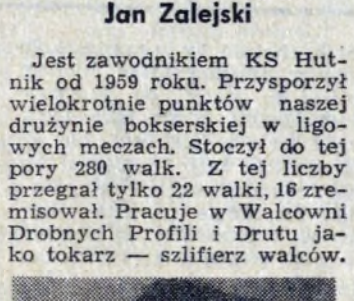 Jan Zalejski
Jest zawodnikiem KS Hut-
nik od 1959 roku. Przysporzył
wielokrotnie punktów naszej
drużynie bokserskiej w ligo-
wych meczach. Stoczył do tej
pory 280 walk. Z tej liczby
przegrał tylko 22 walki, 16 zre-
misował. Pracuje w Walcowni
Drobnych Profili i Drutu ja-
ko tokarz — szlifierz walców.